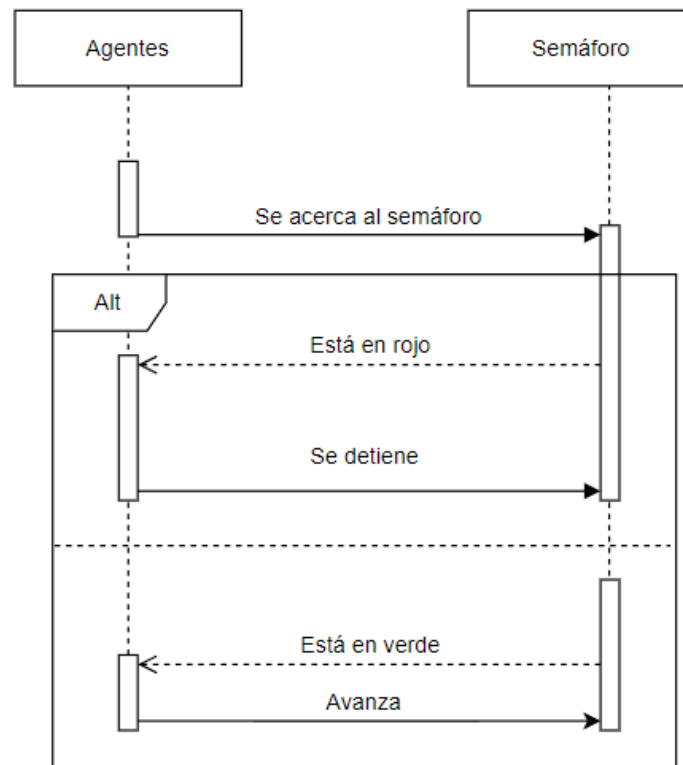 Agentes
Semáforo
Se acerca al semáforo
Alt
Está en rojo
Se detiene
Está en verde
Avanza